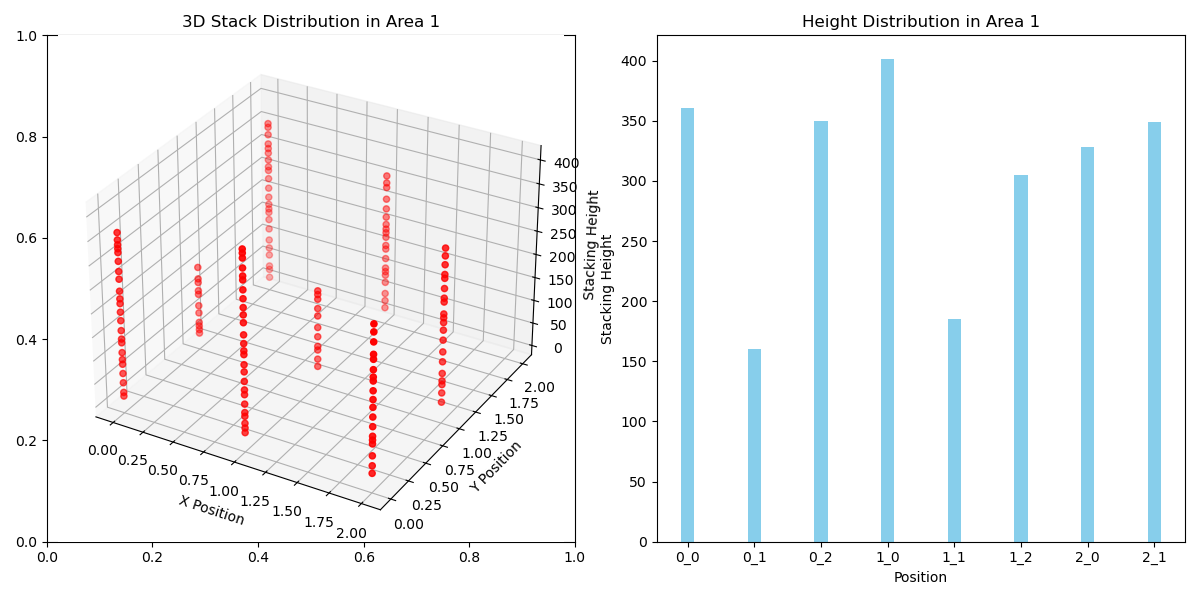 3D Stack Distribution in Area 1
1.0
0.8
0.6
0.4
0.2
0.0
0.0 0.2 0.4 0.6 0.8 1.0
0.00 0.25 0.50 0.75 1.00 1.25 1.50 1.75 2.00
X Position
0.00 0.25 0.50 0.75 1.00 1.25 1.50 1.75 2.00
Y Position
0 50 100 150 200 250 300 350 400
Stacking Height
Height Distribution in Area 1
Stacking Height
400
350
300
250
200
150
100
50
0
0_0 0_1 0_2 1_0 1_1 1_2 2_0 2_1
Position